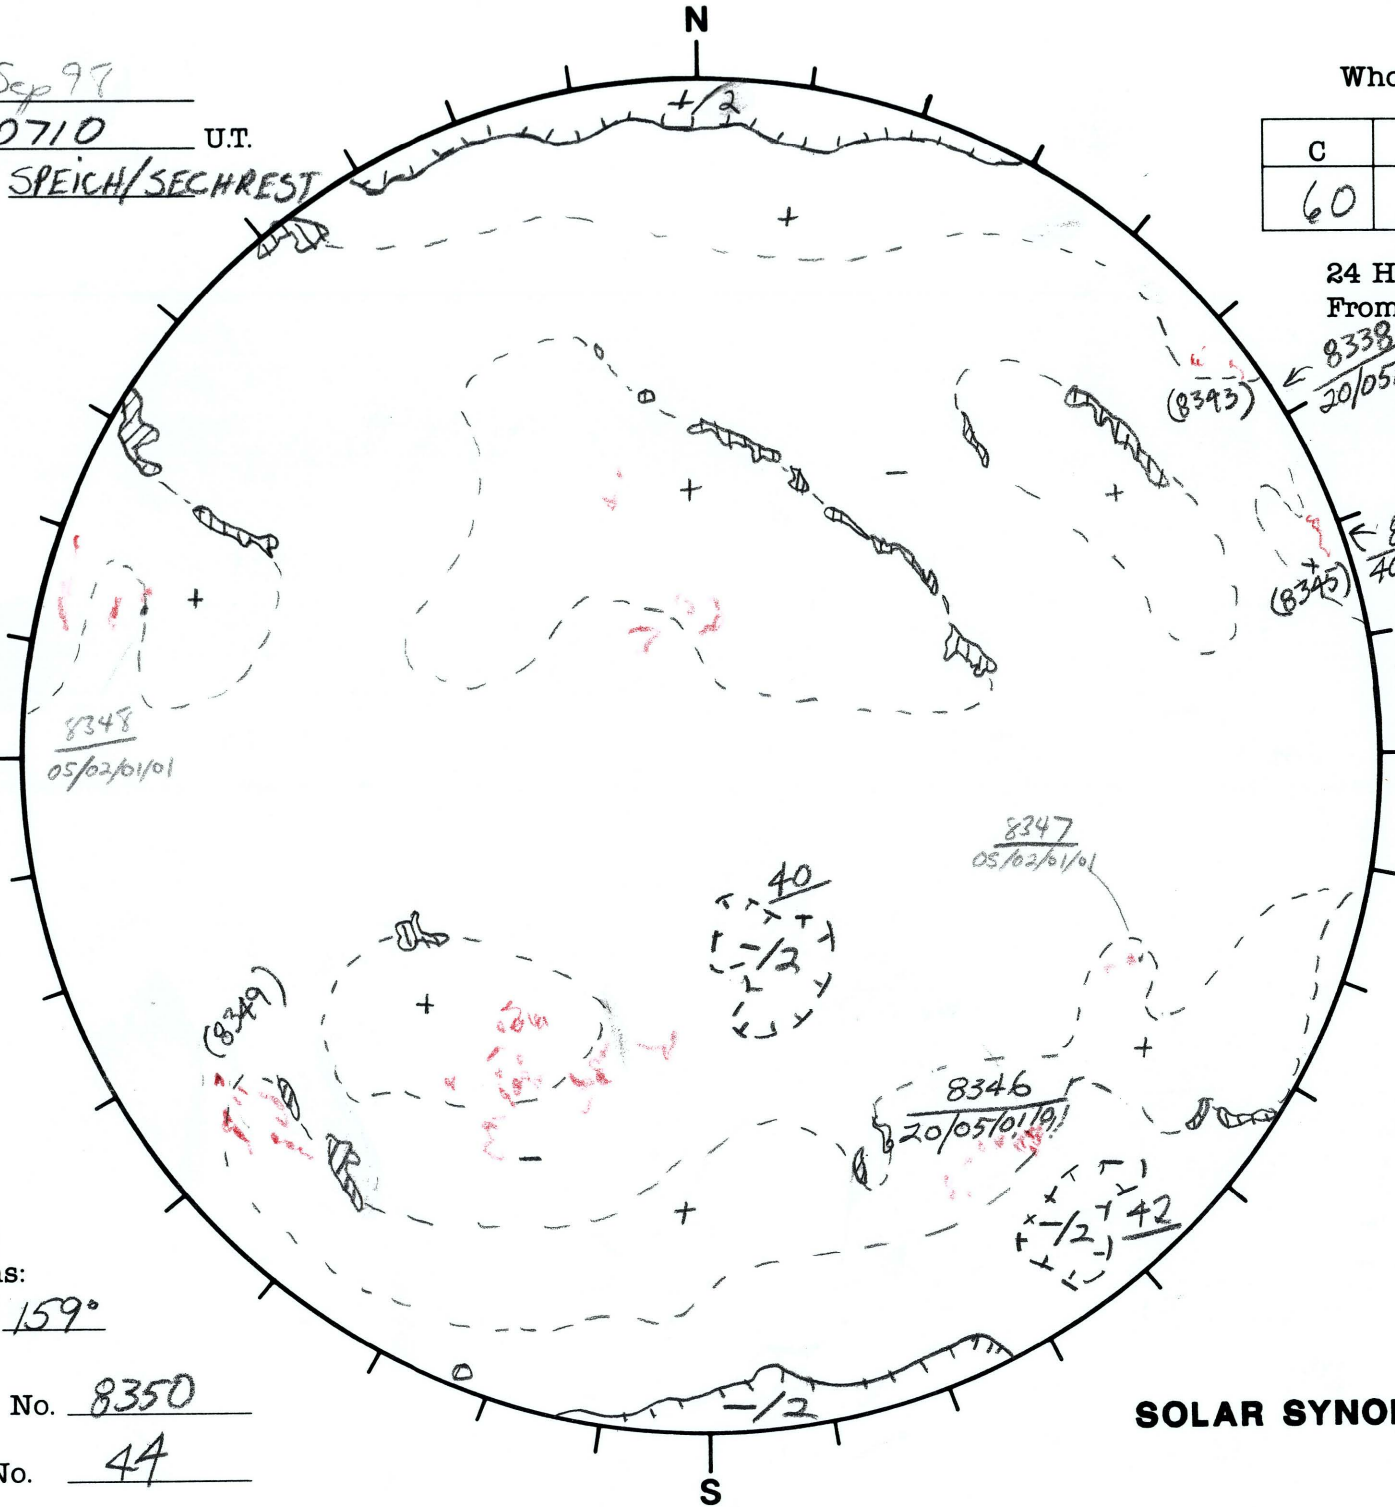 N
Sep 98
0710 U.T.
SPEICH/SECHREST
+/2
+
C
60
24 H
From
8338
20/05
(8343)
-
+
+
+
+
(8345)
8348
05/02/01/01
8347
05/02/01/01
40
-/2
(8349)
+
+
8346
20/05/01/01
-
+
-/2
42
159°
No. 8350
No. 44
-/2
SOLAR SYNO
S